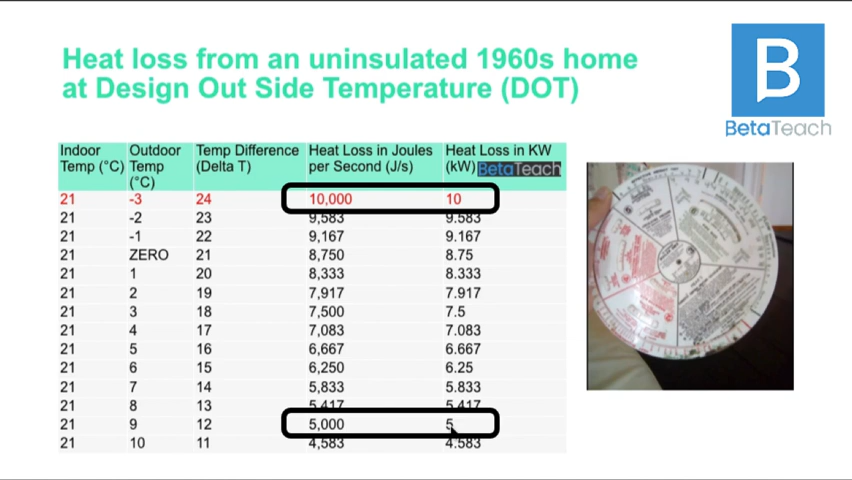 Heat loss from an uninsulated 1960s home
at Design Out Side Temperature (DOT)
B
BetaTeach
Indoor Temp (°C) Outdoor Temp (°C) Temp Difference (Delta T) Heat Loss in Joules per Second (J/s) Heat Loss in KW (kW) BetaTeach
21 -3 24 10,000 10
21 -2 23 9,583 9.583
21 -1 22 9,167 9.167
21 ZERO 21 8,750 8.75
21 1 20 8,333 8.333
21 2 19 7,917 7.917
21 3 18 7,500 7.5
21 4 17 7,083 7.083
21 5 16 6,667 6.667
21 6 15 6,250 6.25
21 7 14 5,833 5.833
21 8 13 5,417 5.417
21 9 12 5,000 5
21 10 11 4,583 4.583